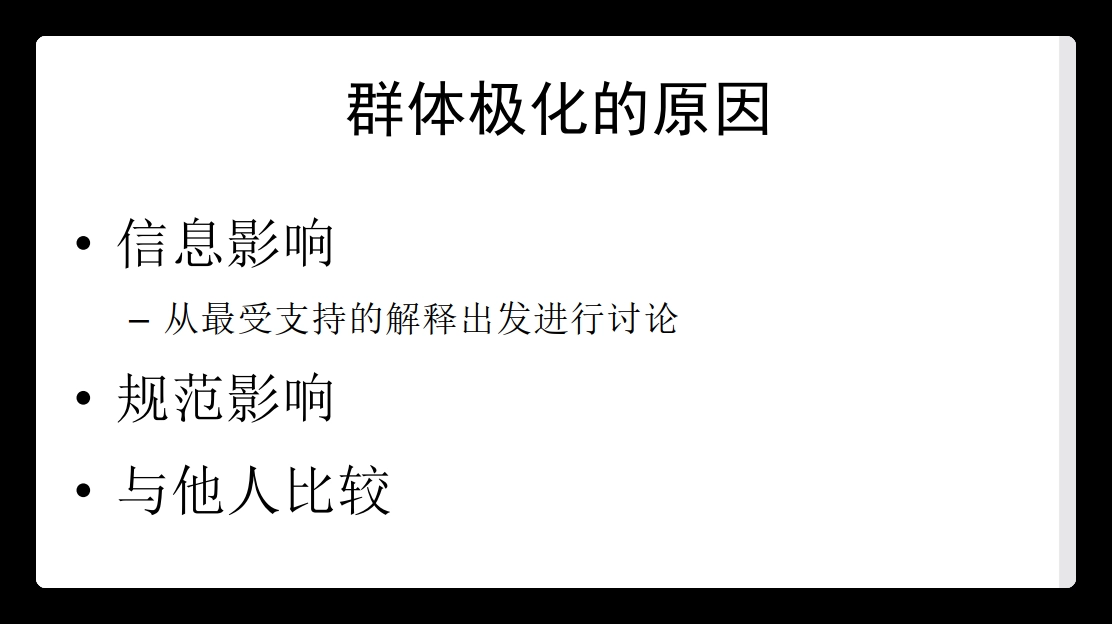 群体极化的原因
• 信息影响
– 从最受支持的解释出发进行讨论
• 规范影响
• 与他人比较